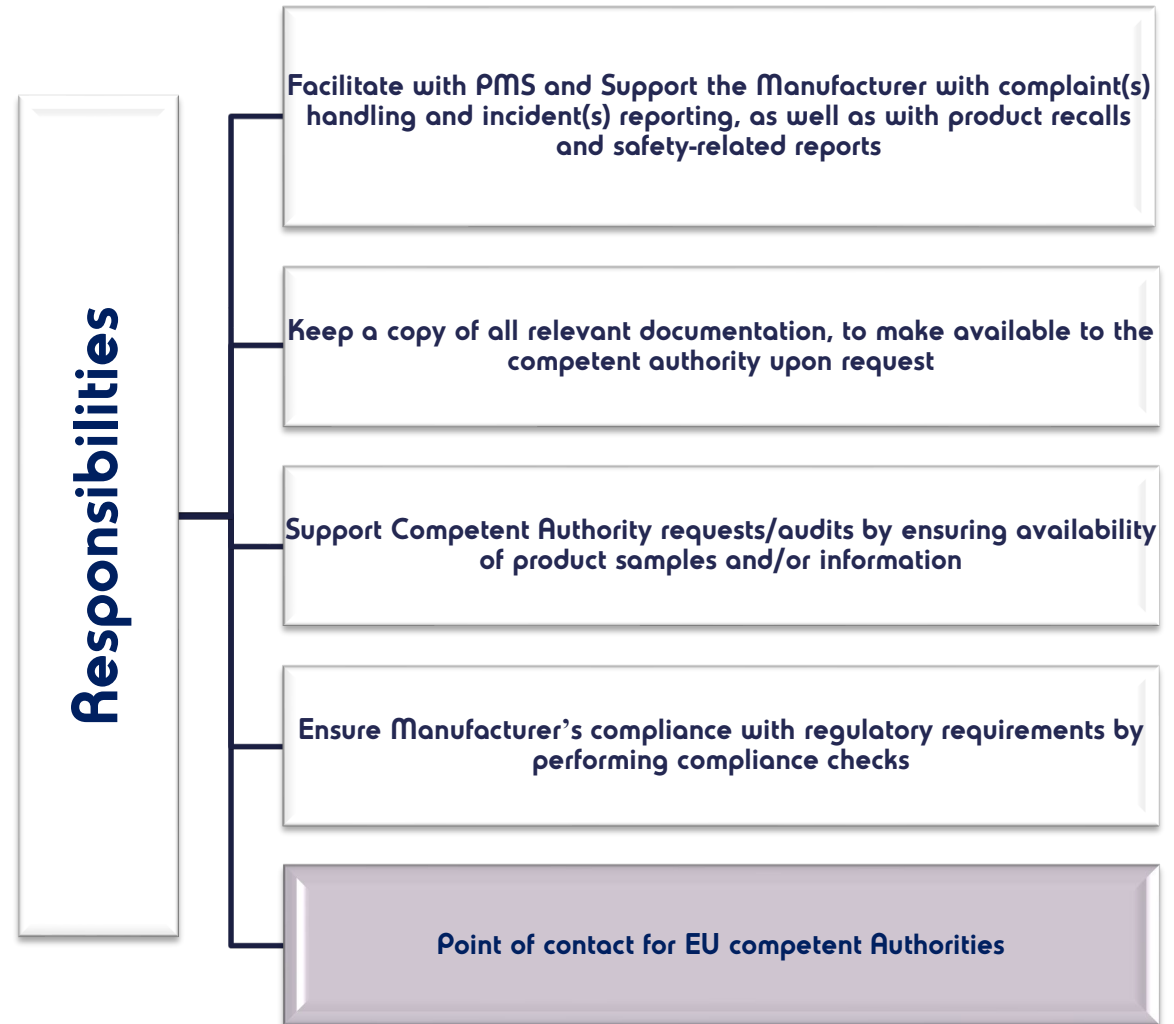 Responsibilities
Facilitate with PMS and Support the Manufacturer with complaint(s)
handling and incident(s) reporting, as well as with product recalls
and safety-related reports
Keep a copy of all relevant documentation, to make available to the
competent authority upon request
Support Competent Authority requests/audits by ensuring availability
of product samples and/or information
Ensure Manufacturer’s compliance with regulatory requirements by
performing compliance checks
Point of contact for EU competent Authorities